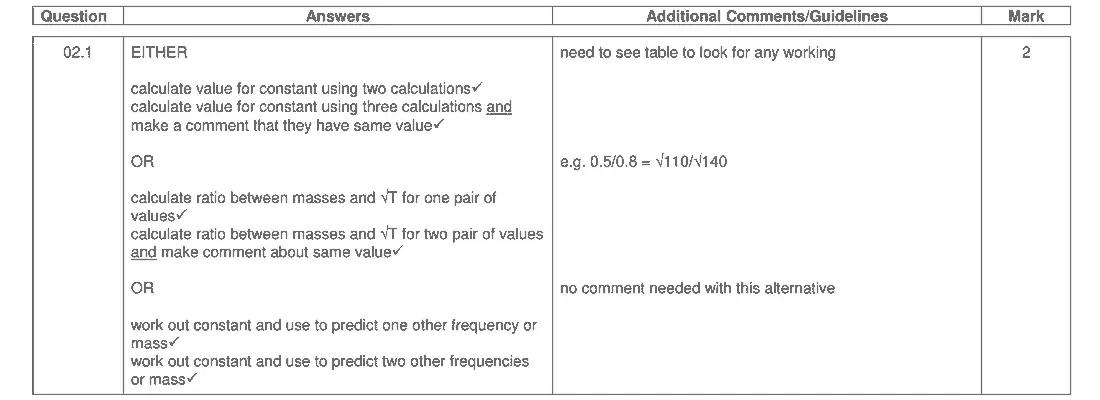 Question Answers Additional Comments/Guidelines Mark
02.1 EITHER need to see table to look for any working 2
calculate value for constant using two calculations✓
calculate value for constant using three calculations and
make a comment that they have same value✓
OR e.g. 0.5/0.8 = √110/√140
calculate ratio between masses and √T for one pair of
values✓
calculate ratio between masses and √T for two pair of values
and make comment about same value✓
OR no comment needed with this alternative
work out constant and use to predict one other frequency or
mass✓
work out constant and use to predict two other frequencies
or mass✓